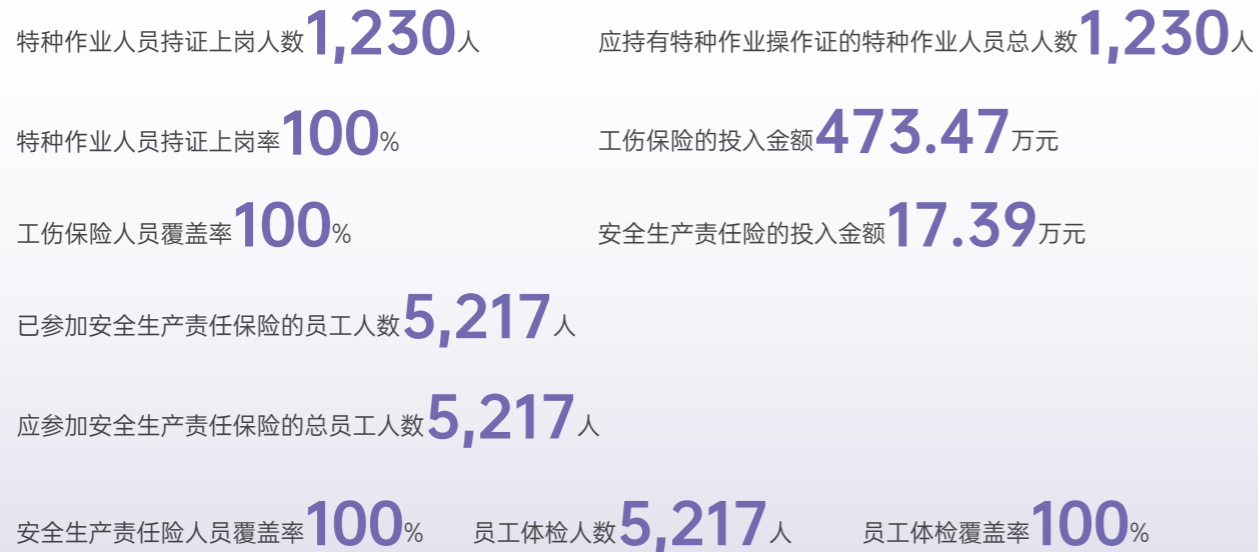 特种作业人员持证上岗人数1,230人 应持有特种作业操作证的特种作业人员总人数1,230人
特种作业人员持证上岗率100% 工伤保险的投入金额473.47万元
工伤保险人员覆盖率100% 安全生产责任险的投入金额17.39万元
已参加安全生产责任保险的员工人数5,217人
应参加安全生产责任保险的总员工人数5,217人
安全生产责任险人员覆盖率100% 员工体检人数5,217人 员工体检覆盖率100%